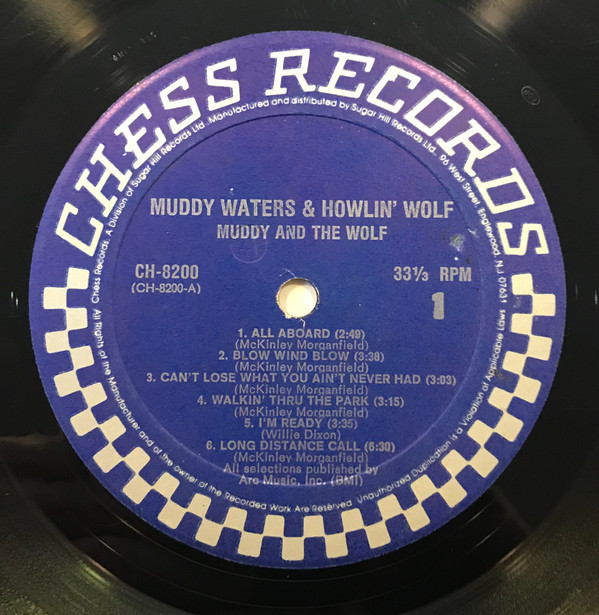 CHESS RECORDS
Chess Records, A Division of Sugar Hill Records Ltd. Manufactured and distributed by Sugar Hill Records Ltd., 96 West Street, Englewood, N.J. 07631
MUDDY WATERS & HOWLIN' WOLF
MUDDY AND THE WOLF
CH-8200
(CH-8200-A)
33⅓ RPM
1
1. ALL ABOARD (2:49)
(McKinley Morganfield)
2. BLOW WIND BLOW (3:38)
(McKinley Morganfield)
3. CAN'T LOSE WHAT YOU AIN'T NEVER HAD (3:03)
(McKinley Morganfield)
4. WALKIN' THRU THE PARK (3:15)
(McKinley Morganfield)
5. I'M READY (3:35)
(Willie Dixon)
6. LONG DISTANCE CALL (6:30)
(McKinley Morganfield)
All selections published by
Arc Music, Inc. (BMI)
All Rights of the Manufacturer and of the owner of the Recorded Work Are Reserved. Unauthorized Duplication is a Violation of Applicable Laws